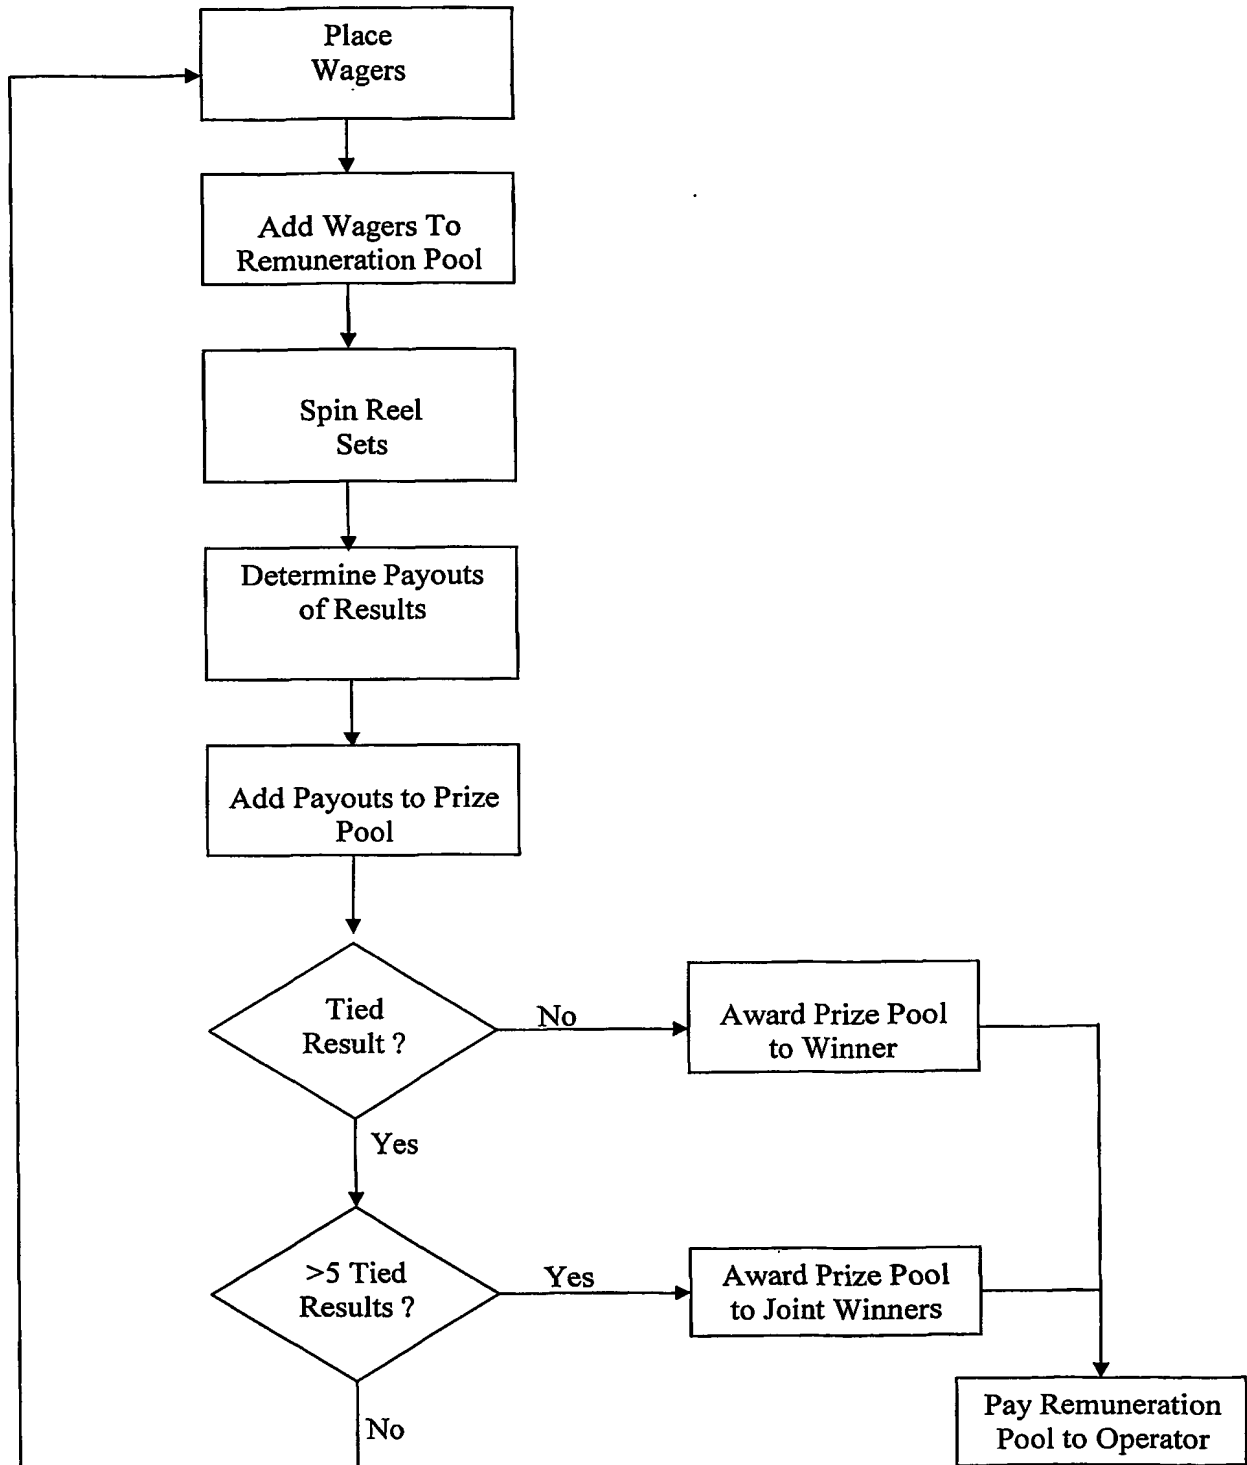 Place
Wagers
Add Wagers To
Remuneration Pool
Spin Reel
Sets
Determine Payouts
of Results
Add Payouts to Prize
Pool
Tied
Result ?
No
Award Prize Pool
to Winner
Yes
>5 Tied
Results ?
Yes
Award Prize Pool
to Joint Winners
No
Pay Remuneration
Pool to Operator